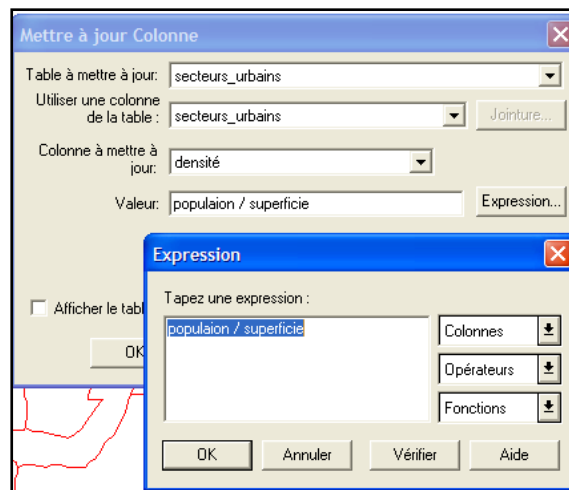 Mettre à jour Colonne
Table à mettre à jour: secteurs_urbains
Utiliser une colonne
de la table : secteurs_urbains Jointure...
Colonne à mettre à
jour: densité
Valeur: populaion / superficie Expression...
Expression
Tapez une expression :
Afficher le tabl
populaion / superficie Colonnes
OK Opérateurs
Fonctions
OK Annuler Vérifier Aide